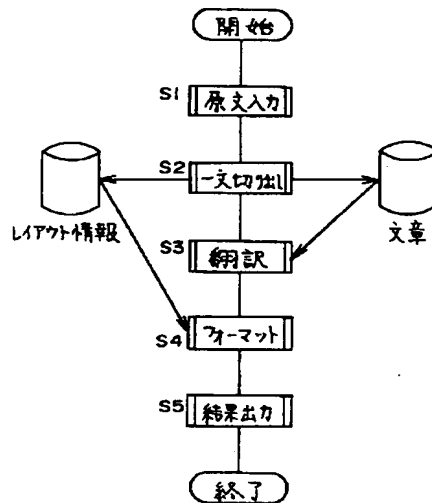 開始
S1
原文入力
S2
一文切り出し
レイアウト情報
文章
S3
翻訳
S4
フォーマット
S5
結果出力
終了